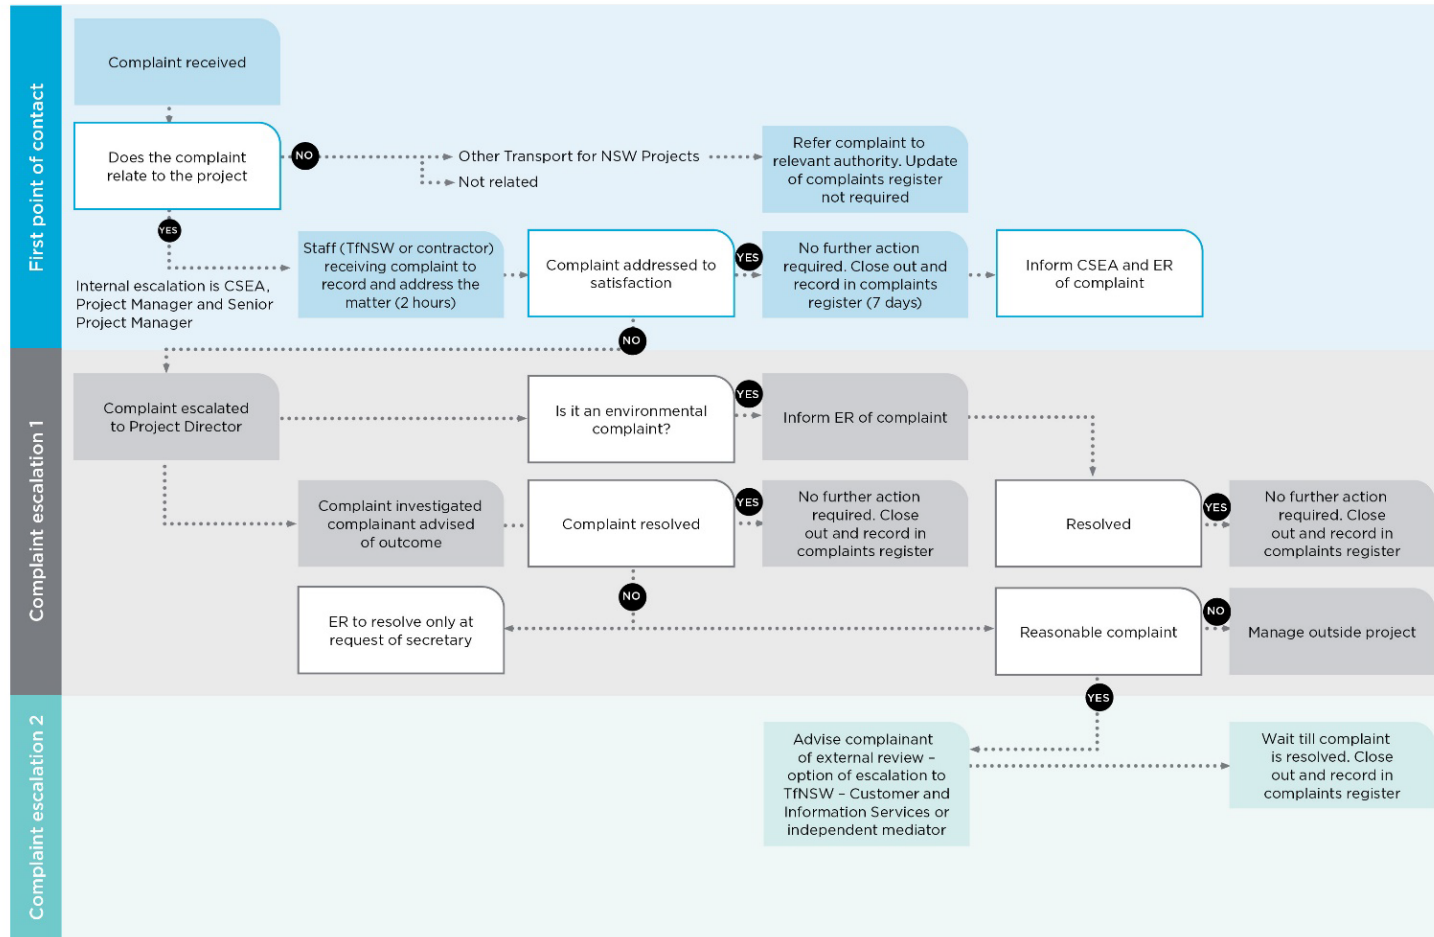 First point of contact
Complaint received
Does the complaint
relate to the project
NO
Other Transport for NSW Projects
Not related
Refer complaint to
relevant authority. Update
of complaints register
not required
YES
Internal escalation is CSEA,
Project Manager and Senior
Project Manager
Staff (TfNSW or contractor)
receiving complaint to
record and address the
matter (2 hours)
Complaint addressed to
satisfaction
YES
No further action
required. Close out and
record in complaints
register (7 days)
Inform CSEA and ER
of complaint
NO
Complaint escalation 1
Complaint escalated
to Project Director
Is it an environmental
complaint?
YES
Inform ER of complaint
Complaint investigated
complainant advised
of outcome
Complaint resolved
YES
No further action
required. Close
out and record in
complaints register
Resolved
YES
No further action
required. Close
out and record in
complaints register
NO
ER to resolve only at
request of secretary
Reasonable complaint
NO
Manage outside project
YES
Complaint escalation 2
Advise complainant
of external review –
option of escalation to
TfNSW – Customer and
Information Services or
independent mediator
Wait till complaint
is resolved. Close
out and record in
complaints register